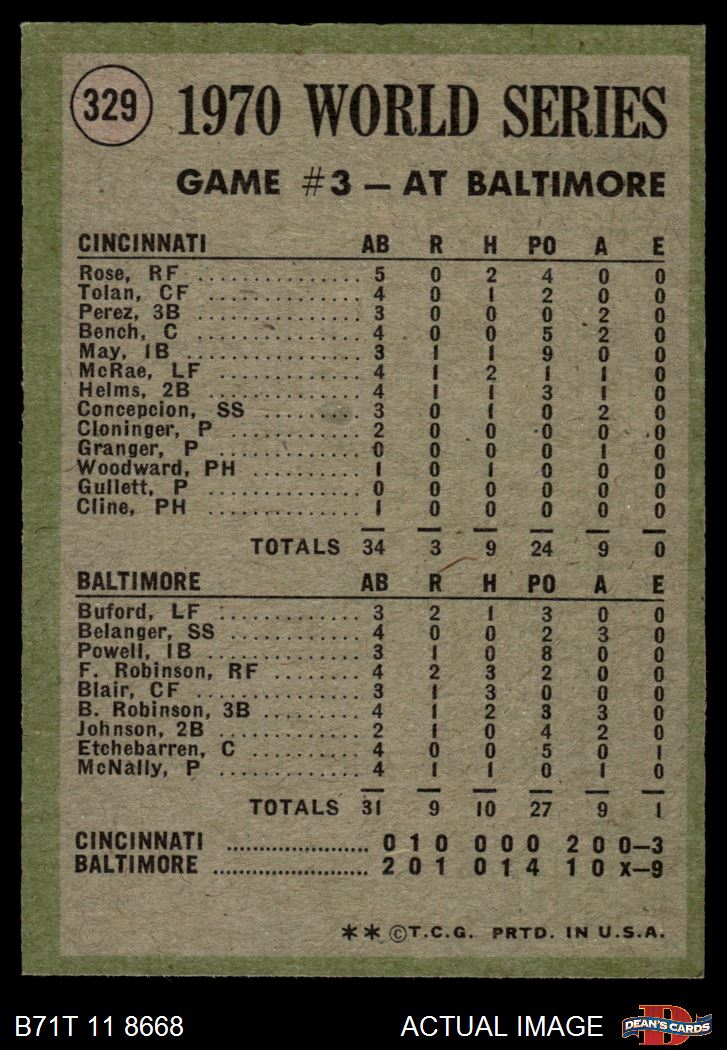 329
1970 WORLD SERIES
GAME #3 — AT BALTIMORE
CINCINNATI AB R H PO A E
Rose, RF .............. 5 0 2 4 0 0
Tolan, CF ............. 4 0 1 2 0 0
Perez, 3B ............. 3 0 0 0 2 0
Bench, C .............. 4 0 0 5 2 0
May, 1B ............... 3 1 1 9 0 0
McRae, LF ............. 4 1 2 1 1 0
Helms, 2B ............. 4 1 1 3 1 0
Concepcion, SS ........ 3 0 1 0 2 0
Cloninger, P .......... 2 0 0 0 0 0
Granger, P ............ 0 0 0 0 1 0
Woodward, PH .......... 1 0 1 0 0 0
Gullett, P ............ 0 0 0 0 0 0
Cline, PH ............. 1 0 0 0 0 0
TOTALS 34 3 9 24 9 0
BALTIMORE AB R H PO A E
Buford, LF ............ 3 2 1 3 0 0
Belanger, SS .......... 4 0 0 2 3 0
Powell, 1B ............ 3 1 0 8 0 0
F. Robinson, RF ....... 4 2 3 2 0 0
Blair, CF ............. 3 1 3 0 0 0
B. Robinson, 3B ....... 4 1 2 3 3 0
Johnson, 2B ........... 2 1 0 4 2 0
Etchebarren, C ........ 4 0 0 5 0 1
McNally, P ............ 4 1 1 0 1 0
TOTALS 31 9 10 27 9 1
CINCINNATI ..................... 0 1 0 0 0 0 2 0 0—3
BALTIMORE ...................... 2 0 1 0 1 4 1 0 X—9
** ©T.C.G. PRTD. IN U.S.A.
B71T 11 8668 ACTUAL IMAGE D DEAN'S CARDS